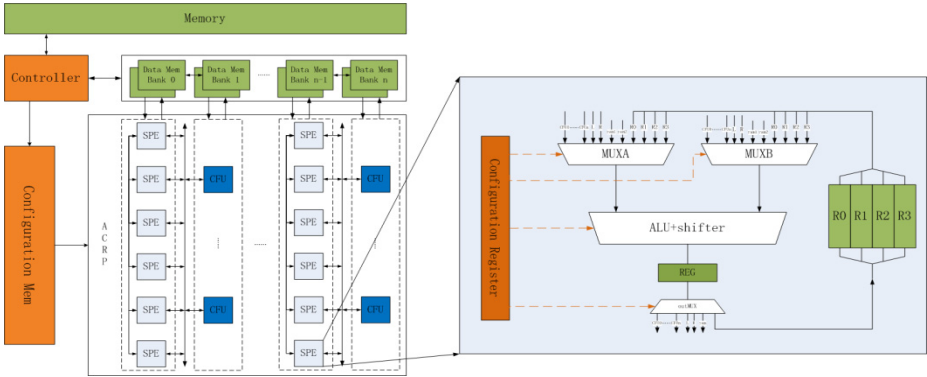 Memory
Controller
Data Mem
Bank 0
Data Mem
Bank 1
......
Data Mem
Bank n-1
Data Mem
Bank n
Configuration Mem
ACRP
SPE
SPE
CFU
SPE
SPE
SPE
CFU
SPE
......
SPE
SPE
CFU
SPE
SPE
SPE
CFU
SPE
Configuration Register
R0 R1 R2 R3
R0 R1 R2 R3
MUXA
MUXB
ALU+shifter
REG
outMUX
R0
R1
R2
R3